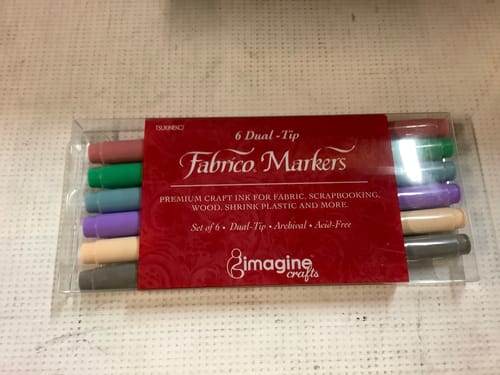 TSUKINEKO
6 Dual-Tip
Fabrico Markers
PREMIUM CRAFT INK FOR FABRIC, SCRAPBOOKING,
WOOD, SHRINK PLASTIC AND MORE.
Set of 6 • Dual-Tip • Archival • Acid-Free
imagine
crafts